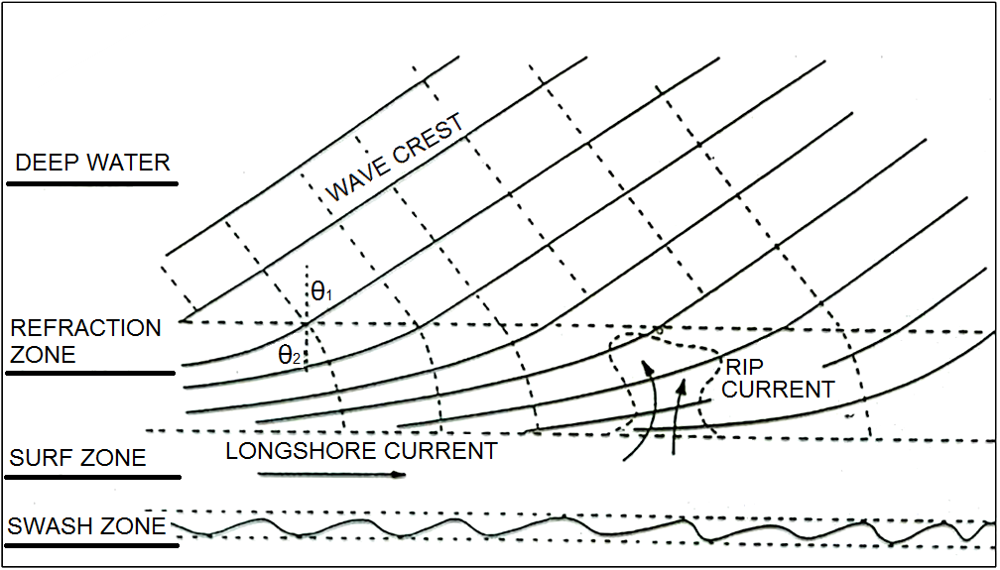 DEEP WATER
WAVE CREST
θ1
REFRACTION
ZONE
θ2
RIP
CURRENT
LONGSHORE CURRENT
SURF ZONE
SWASH ZONE